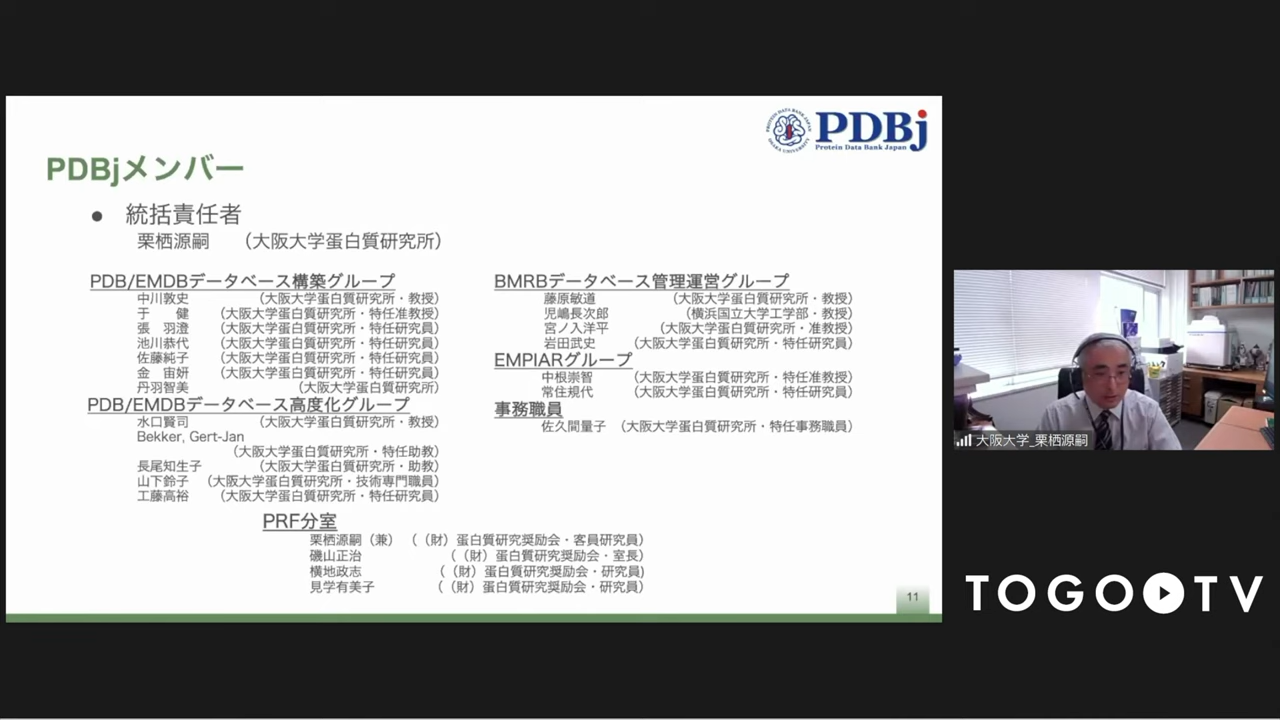 PDBj
Protein Data Bank Japan
PDBjメンバー
● 統括責任者
栗栖源嗣 （大阪大学蛋白質研究所）
PDB/EMDBデータベース構築グループ
中川敦史 （大阪大学蛋白質研究所・教授）
于 健 （大阪大学蛋白質研究所・特任准教授）
張 羽澄 （大阪大学蛋白質研究所・特任研究員）
池川恭代 （大阪大学蛋白質研究所・特任研究員）
佐藤純子 （大阪大学蛋白質研究所・特任研究員）
金 宙妍 （大阪大学蛋白質研究所・特任研究員）
丹羽智美 （大阪大学蛋白質研究所）
PDB/EMDBデータベース高度化グループ
水口賢司 （大阪大学蛋白質研究所・教授）
Bekker, Gert-Jan
（大阪大学蛋白質研究所・特任助教）
長尾知生子 （大阪大学蛋白質研究所・助教）
山下鈴子 （大阪大学蛋白質研究所・技術専門職員）
工藤高裕 （大阪大学蛋白質研究所・特任研究員）
BMRBデータベース管理運営グループ
藤原敏道 （大阪大学蛋白質研究所・教授）
児嶋長次郎 （横浜国立大学工学部・教授）
宮ノ入洋平 （大阪大学蛋白質研究所・准教授）
岩田武史 （大阪大学蛋白質研究所・特任研究員）
EMPIARグループ
中根崇智 （大阪大学蛋白質研究所・特任准教授）
常住規代 （大阪大学蛋白質研究所・特任研究員）
事務職員
佐久間量子 （大阪大学蛋白質研究所・特任事務職員）
PRF分室
栗栖源嗣（兼） （（財）蛋白質研究奨励会・客員研究員）
磯山正治 （（財）蛋白質研究奨励会・室長）
横地政志 （（財）蛋白質研究奨励会・研究員)
見学有美子 （（財）蛋白質研究奨励会・研究員）
11
大阪大学_栗栖源嗣
TOGO TV